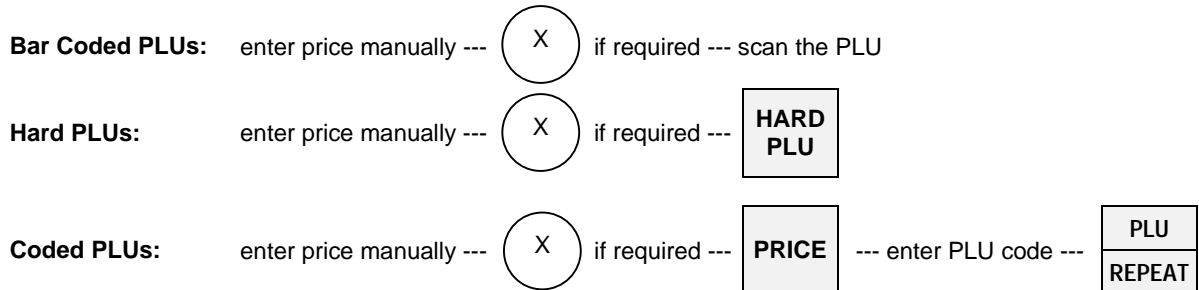 Bar Coded PLUs: enter price manually --- X if required --- scan the PLU
Hard PLUs: enter price manually --- X if required --- HARD PLU
Coded PLUs: enter price manually --- X if required --- PRICE --- enter PLU code --- PLU REPEAT